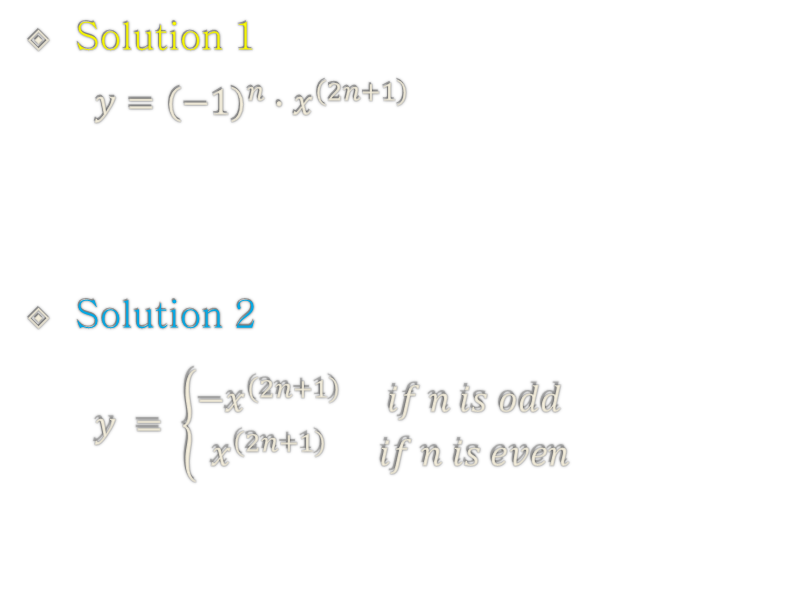 Solution 1
y = (−1)^n · x^(2n+1)
Solution 2
y = { −x^(2n+1) if n is odd
x^(2n+1) if n is even